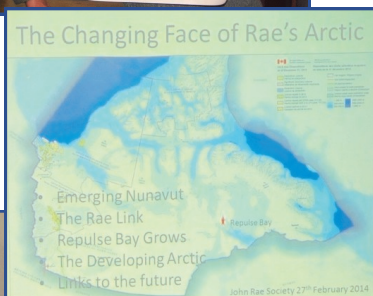 The Changing Face of Rae's Arctic
• Emerging Nunavut
• The Rae Link
• Repulse Bay Grows
• The Developing Arctic
• Links to the future
Repulse Bay
John Rae Society 27th February 2014